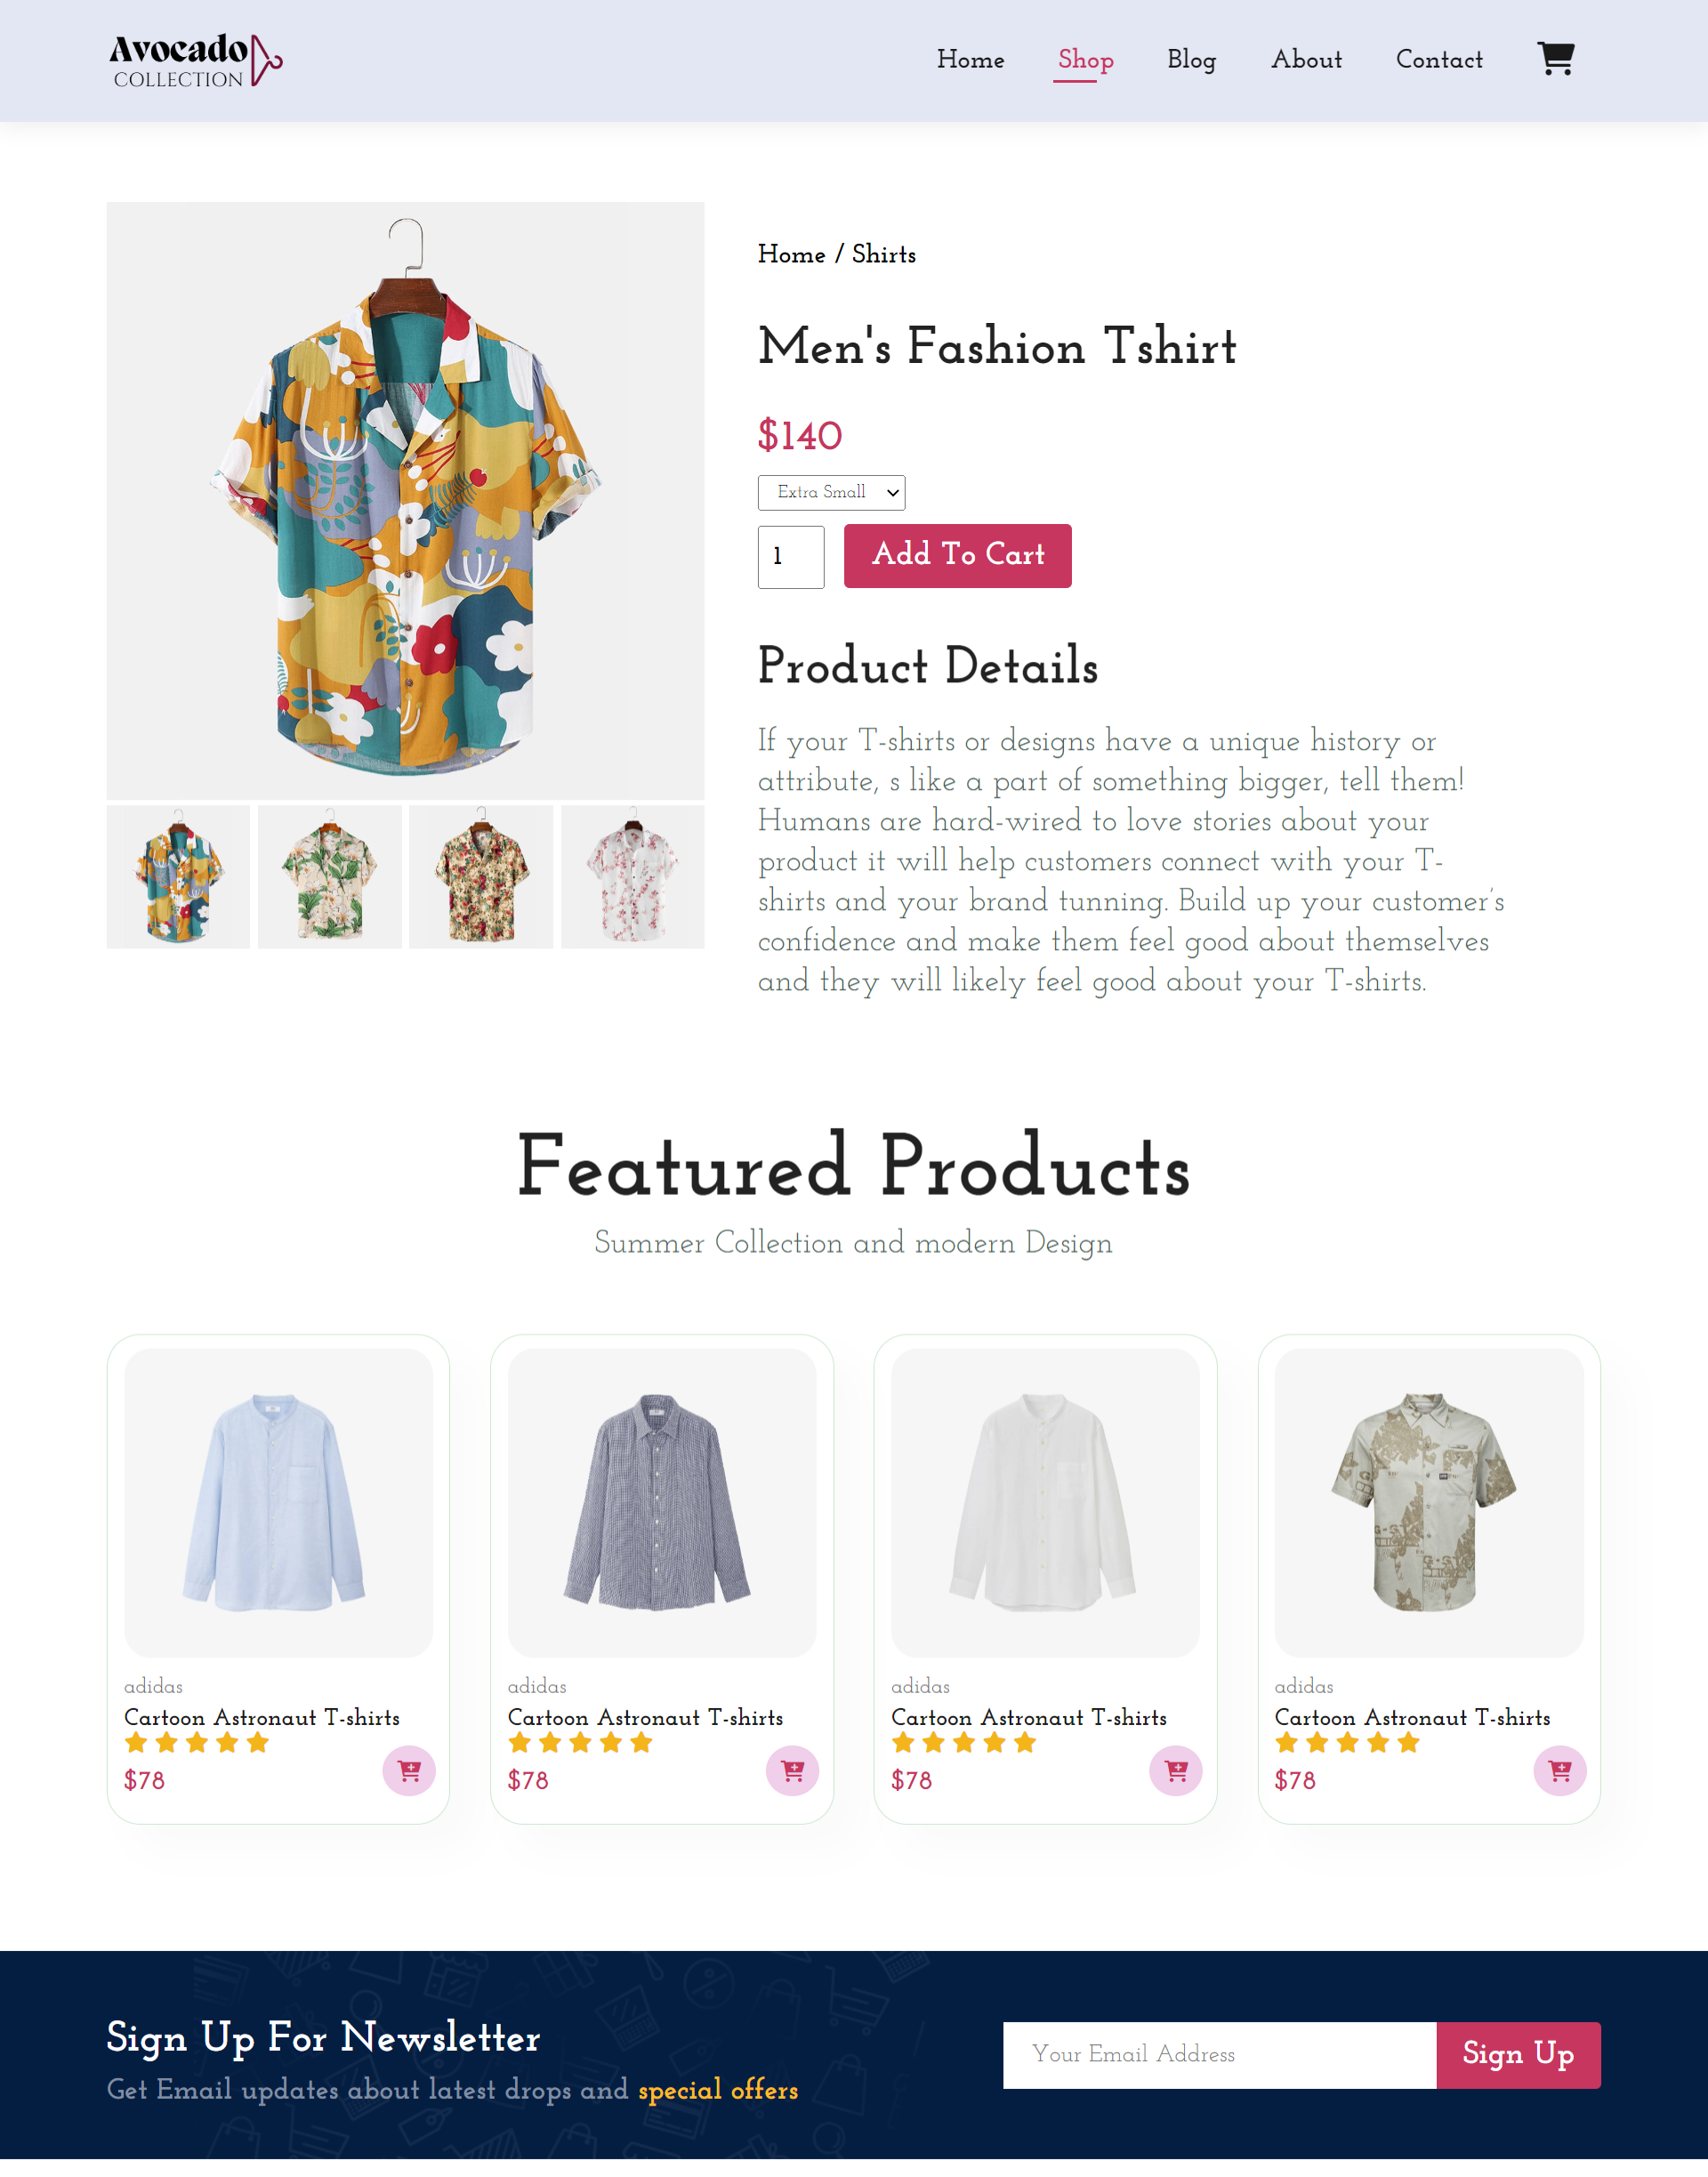 Avocado
COLLECTION
Home Shop Blog About Contact
Home / Shirts
Men's Fashion Tshirt
$140
Extra Small
1
Add To Cart
Product Details
If your T-shirts or designs have a unique history or
attribute, s like a part of something bigger, tell them!
Humans are hard-wired to love stories about your
product it will help customers connect with your T-
shirts and your brand tunning. Build up your customer's
confidence and make them feel good about themselves
and they will likely feel good about your T-shirts.
Featured Products
Summer Collection and modern Design
adidas
Cartoon Astronaut T-shirts
$78
adidas
Cartoon Astronaut T-shirts
$78
adidas
Cartoon Astronaut T-shirts
$78
adidas
Cartoon Astronaut T-shirts
$78
Sign Up For Newsletter
Get Email updates about latest drops and special offers
Your Email Address
Sign Up